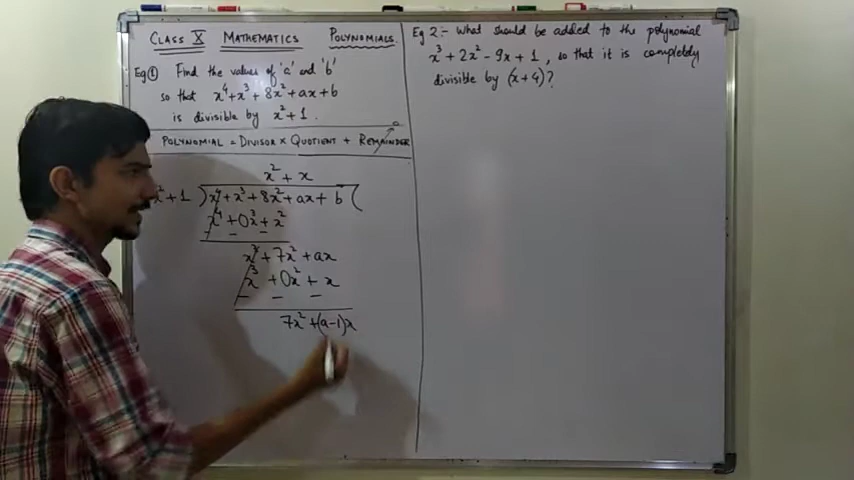 CLASS X MATHEMATICS POLYNOMIALS
Eg① Find the values of 'a' and 'b'
so that x⁴+x³+8x²+ax+b
is divisible by x²+1.
0
POLYNOMIAL = DIVISOR × QUOTIENT + REMAINDER
x² + x
x²+1 ) x⁴+x³+8x²+ax+b (
x⁴+0x³+x²
− − −
x³+7x²+ax
x³+0x²+x
− − −
7x²+(a-1)x
Eg 2:- What should be added to the polynomial
x³+2x²-9x+1, so that it is completely
divisible by (x+4)?